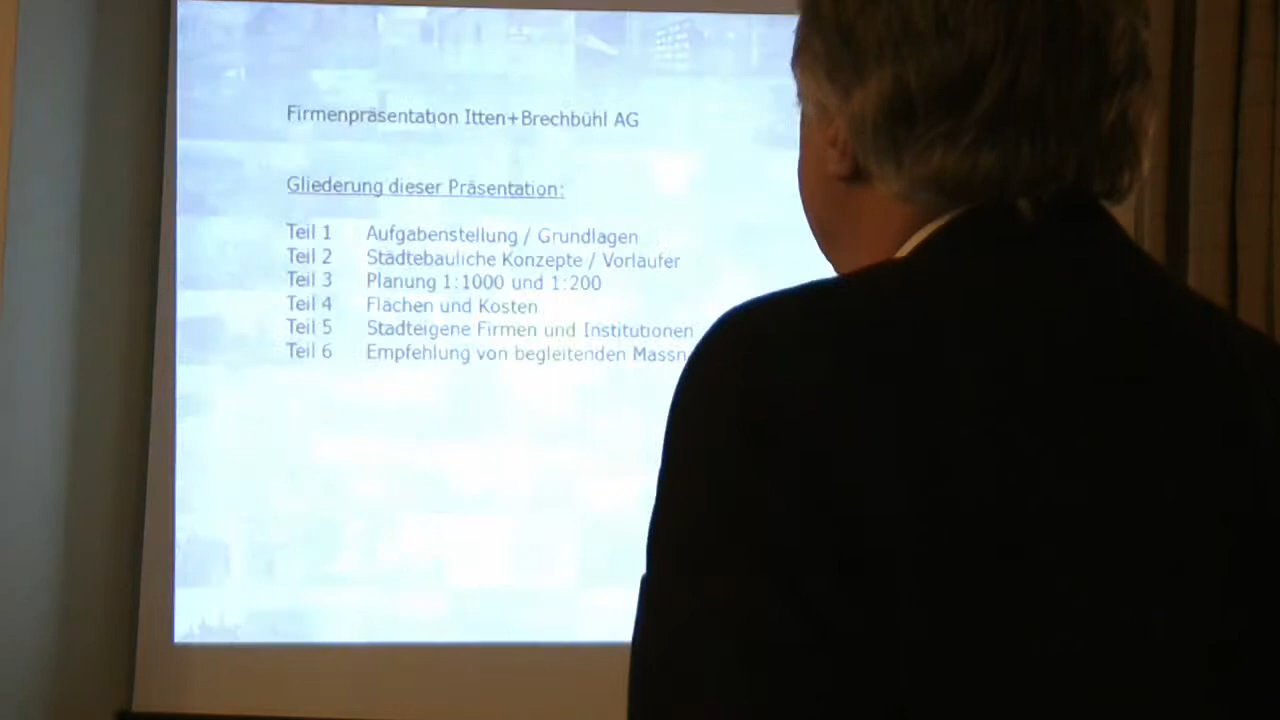 Firmenpräsentation Itten+Brechbühl AG
Gliederung dieser Präsentation:
Teil 1 Aufgabenstellung / Grundlagen
Teil 2 Städtebauliche Konzepte / Vorläufer
Teil 3 Planung 1:1000 und 1:200
Teil 4 Flächen und Kosten
Teil 5 Stadteigene Firmen und Institutionen
Teil 6 Empfehlung von begleitenden Massn